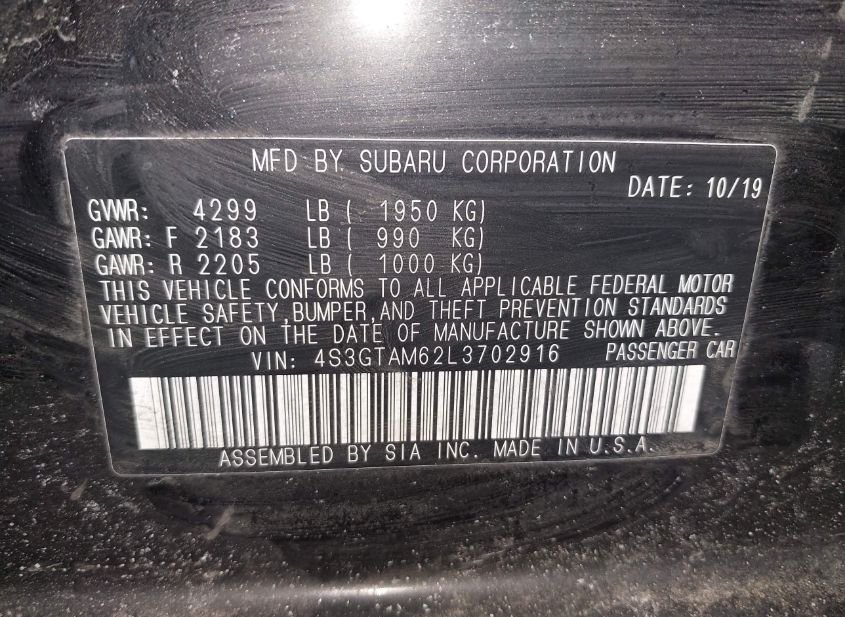 MFD BY. SUBARU CORPORATION
DATE: 10/19
GVWR: 4299 LB ( 1950 KG)
GAWR: F 2183 LB ( 990 KG)
GAWR: R 2205 LB ( 1000 KG)
THIS VEHICLE CONFORMS TO ALL APPLICABLE FEDERAL MOTOR
VEHICLE SAFETY, BUMPER, AND THEFT PREVENTION STANDARDS
IN EFFECT ON THE DATE OF MANUFACTURE SHOWN ABOVE.
VIN: 4S3GTAM62L3702916 PASSENGER CAR
ASSEMBLED BY SIA INC. MADE IN U.S.A.